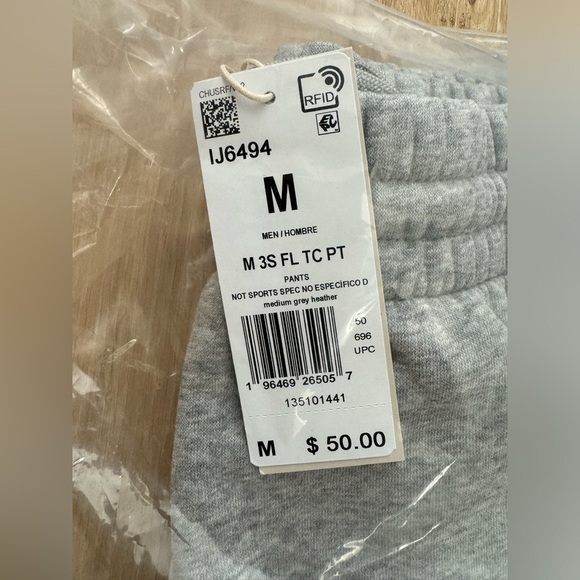 RFID
IJ6494
M
MEN / HOMBRE
M 3S FL TC PT
PANTS
NOT SPORTS SPEC NO ESPECÍFICO D
medium grey heather
50
696
UPC
1 96469 26505 7
135101441
M $ 50.00